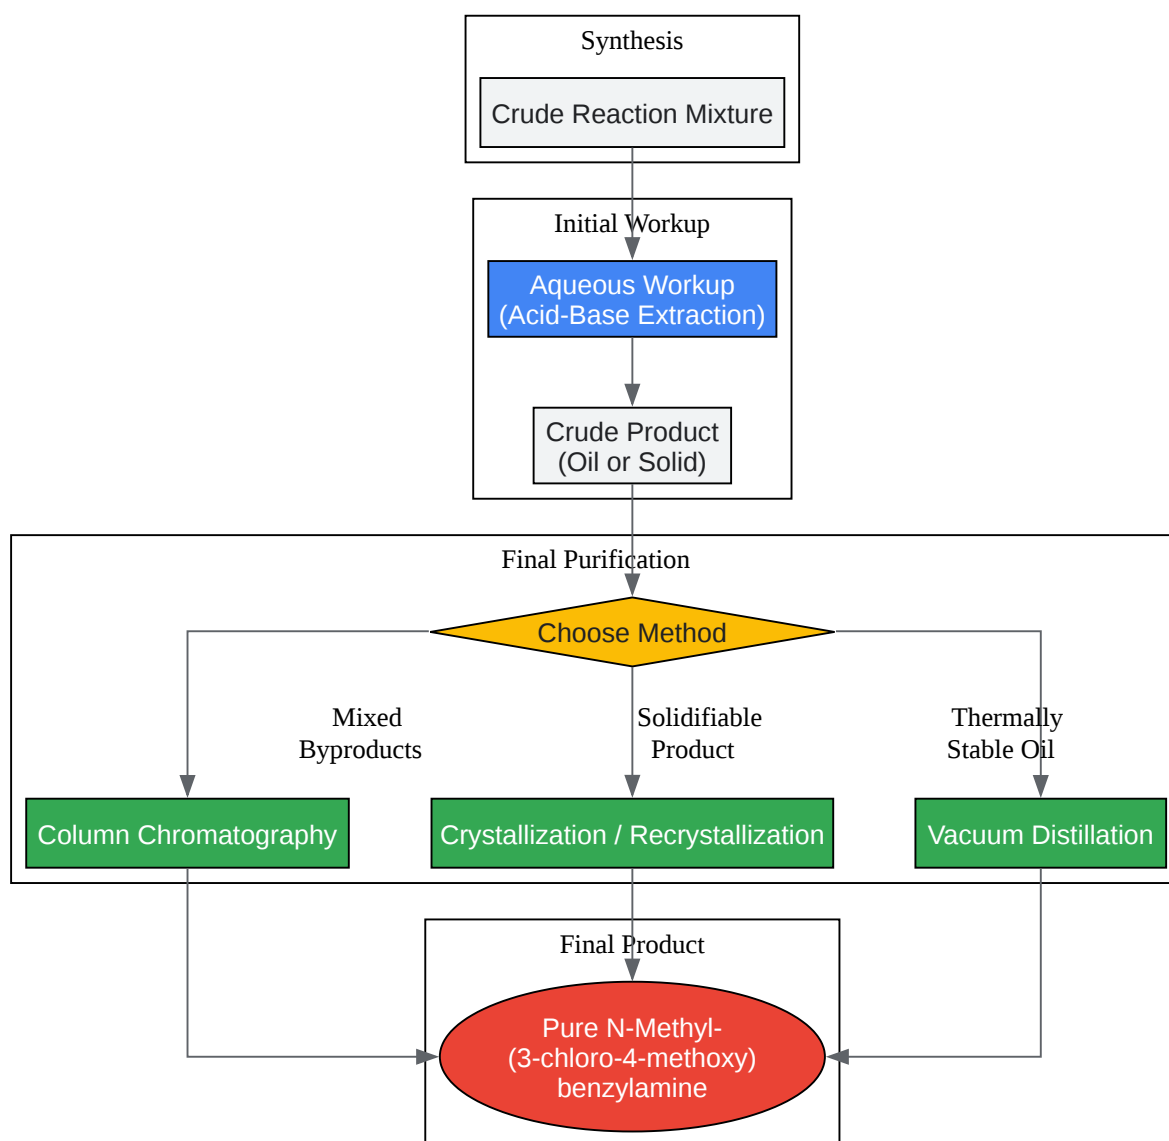 Synthesis
Crude Reaction Mixture
Initial Workup
Aqueous Workup
(Acid-Base Extraction)
Crude Product
(Oil or Solid)
Final Purification
Choose Method
Mixed
Byproducts
Solidifiable
Product
Thermally
Stable Oil
Column Chromatography
Crystallization / Recrystallization
Vacuum Distillation
Final Product
Pure N-Methyl-
(3-chloro-4-methoxy)
benzylamine